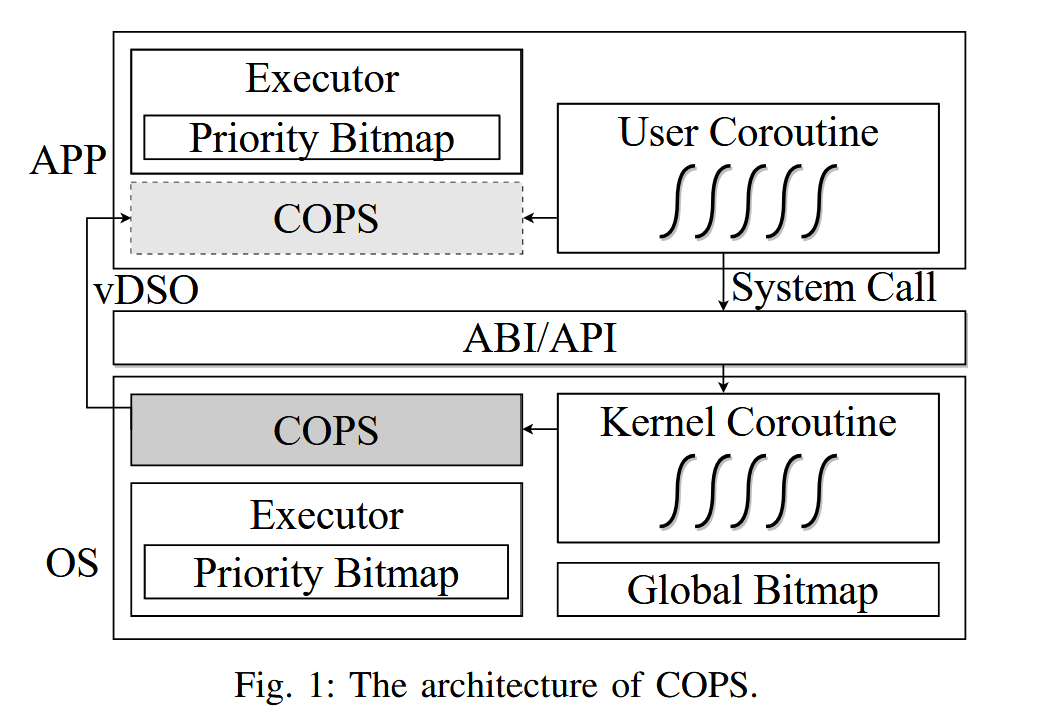 Executor
Priority Bitmap
User Coroutine
APP
COPS
vDSO
System Call
ABI/API
COPS
Kernel Coroutine
Executor
Priority Bitmap
OS
Global Bitmap
Fig. 1: The architecture of COPS.